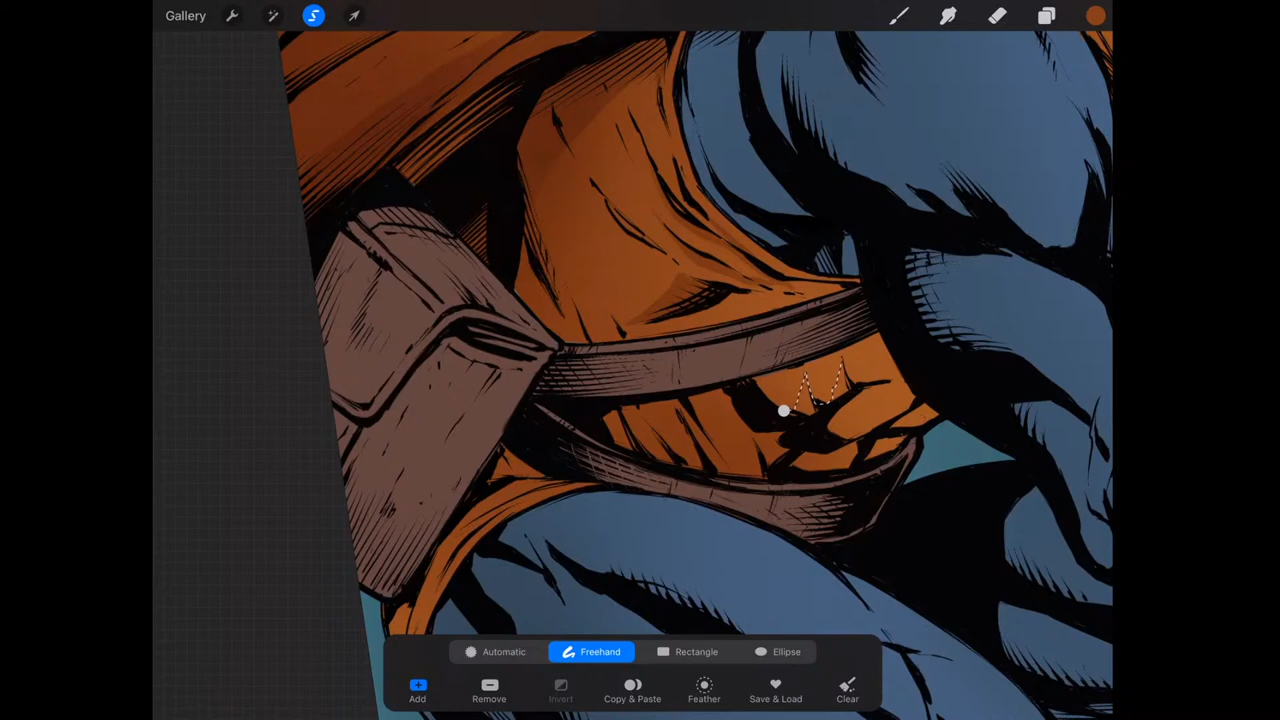 Gallery
Automatic Freehand Rectangle Ellipse
Add Remove Invert Copy & Paste Feather Save & Load Clear